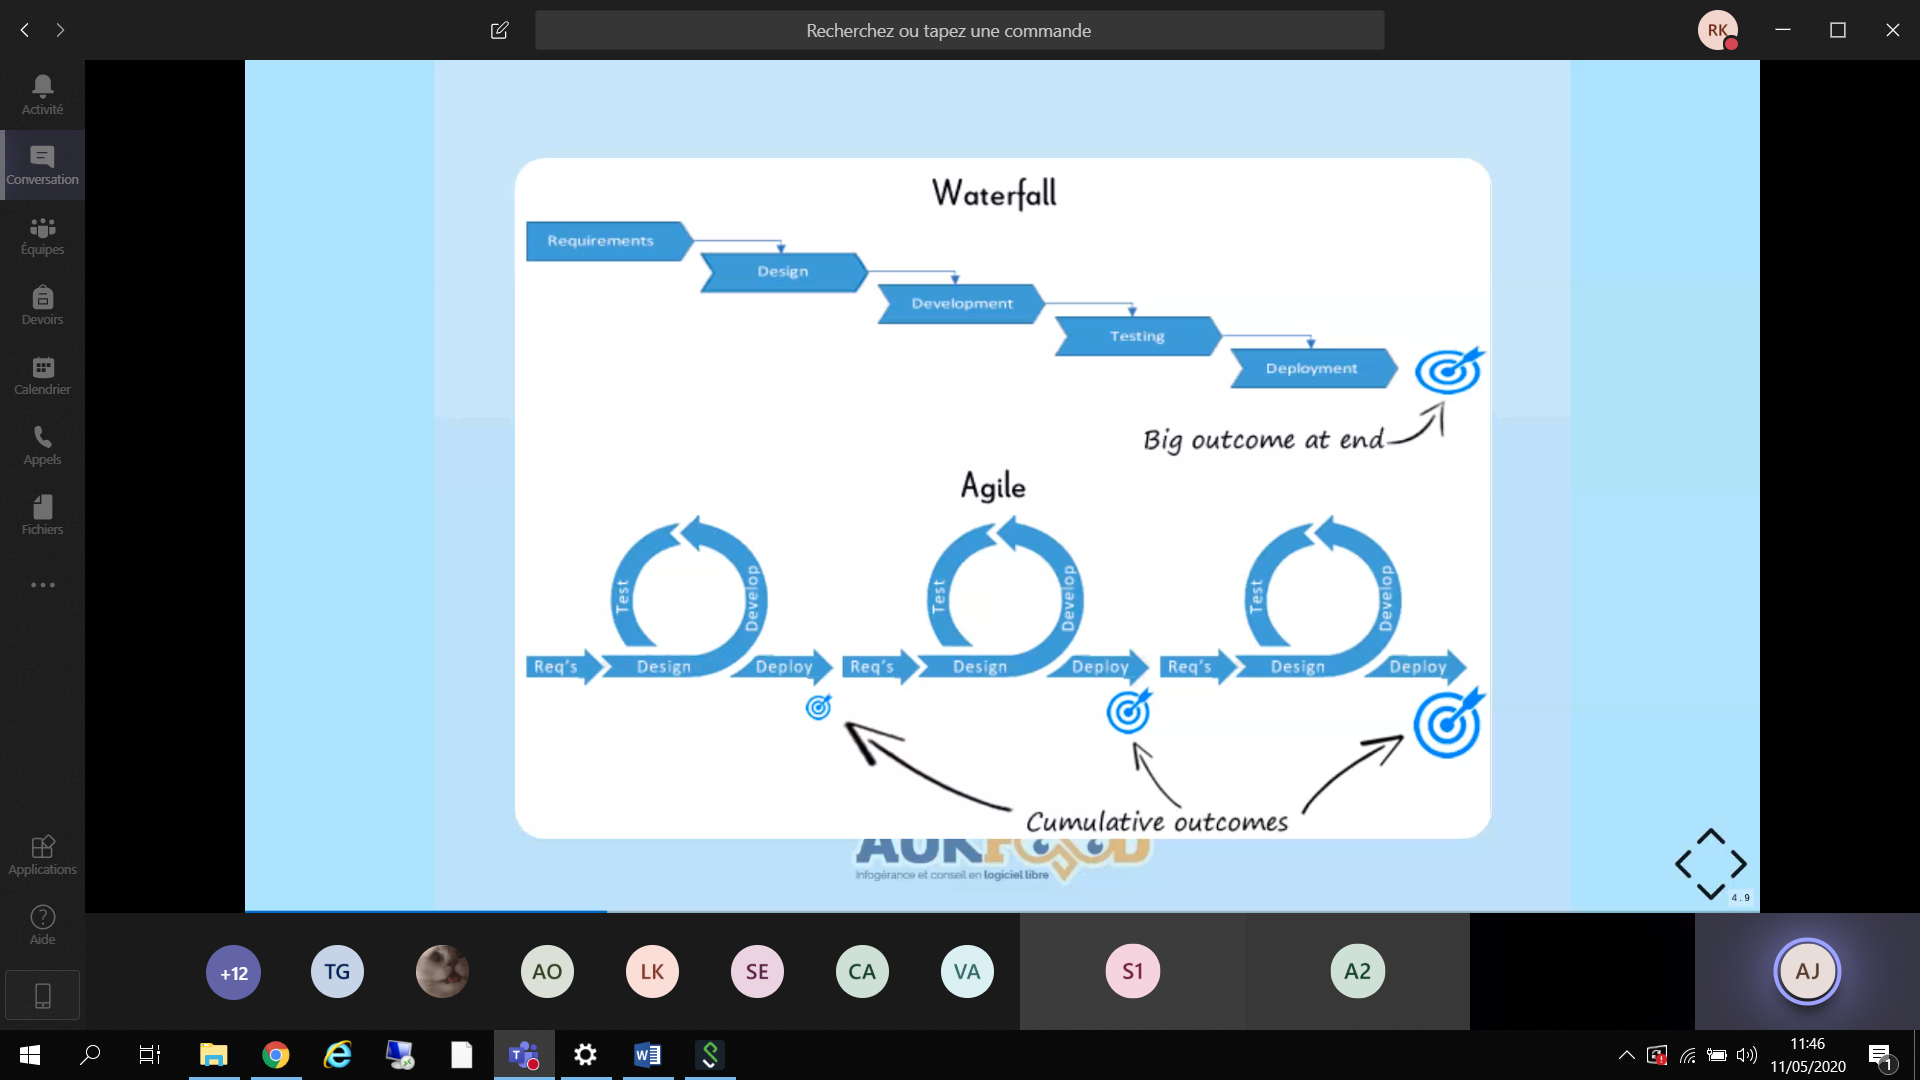 Recherchez ou tapez une commande
RK
Activité
Conversation
Équipes
Devoirs
Calendrier
Appels
Fichiers
Applications
Aide
Waterfall
Requirements
Design
Development
Testing
Deployment
Big outcome at end
Agile
Test
Develop
Test
Develop
Test
Develop
Req's Design Deploy Req's Design Deploy Req's Design Deploy
Cumulative outcomes
AUKFOOD
Infogérance et conseil en logiciel libre
4.9
+12 TG AO LK SE CA VA S1 A2 AJ
11:46
11/05/2020
1